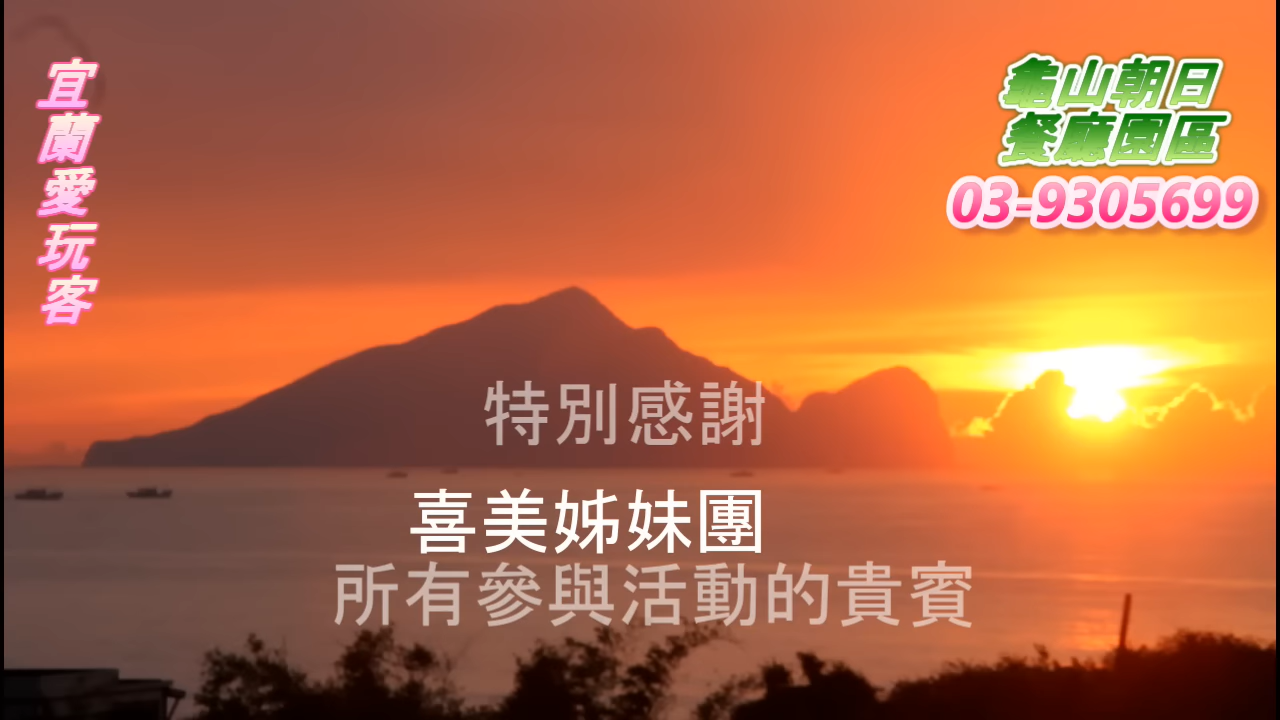 宜蘭愛玩客
龜山朝日
餐廳園區
03-9305699
特別感謝
喜美姊妹團
所有參與活動的貴賓